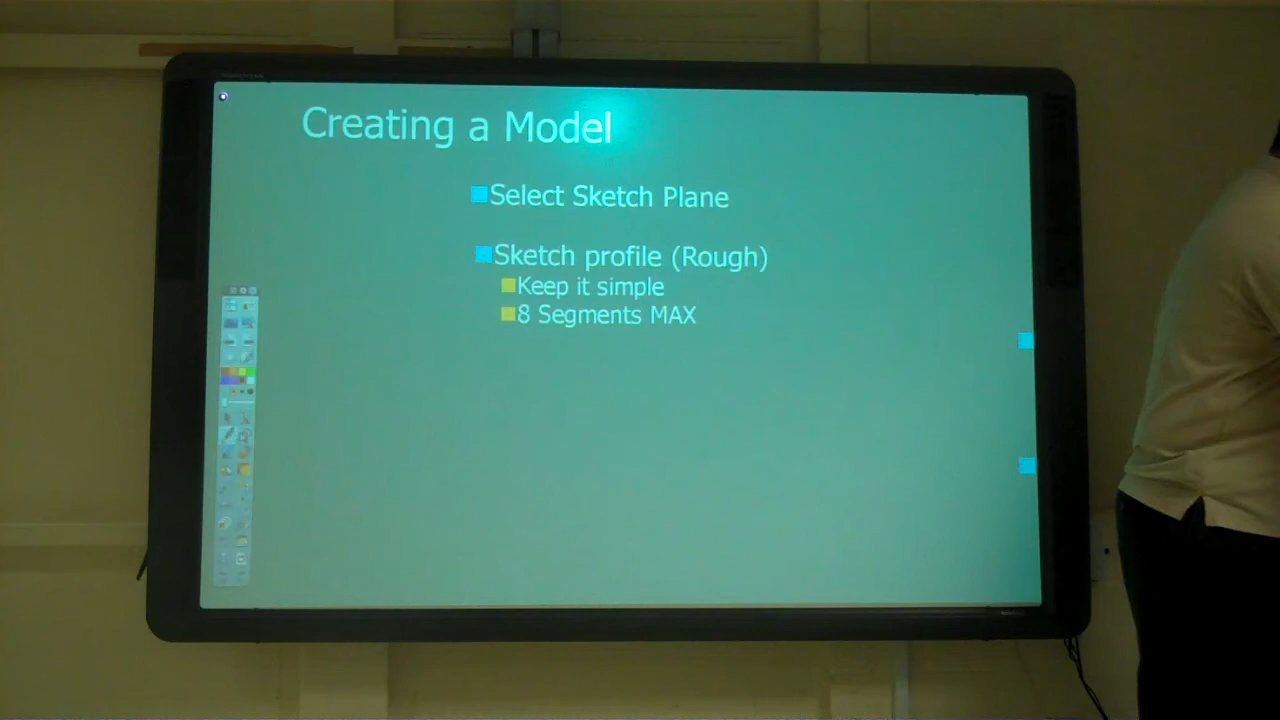 Creating a Model
Select Sketch Plane
Sketch profile (Rough)
Keep it simple
8 Segments MAX